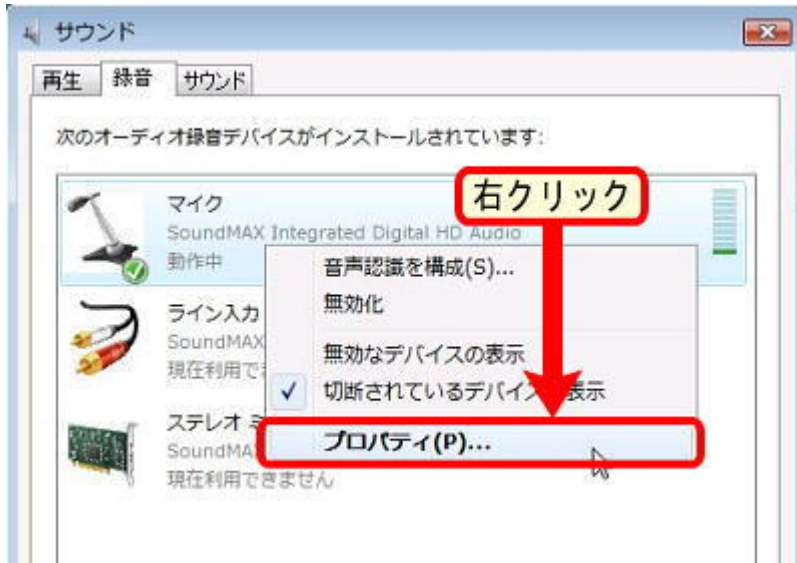 サウンド
再生 録音 サウンド
次のオーディオ録音デバイスがインストールされています:
右クリック
マイク
SoundMAX Integrated Digital HD Audio
動作中
音声認識を構成(S)...
無効化
ライン入力
SoundMAX
現在利用で
無効なデバイスの表示
切断されているデバイス 表示
ステレオ
SoundMA
現在利用できません
プロパティ(P)...